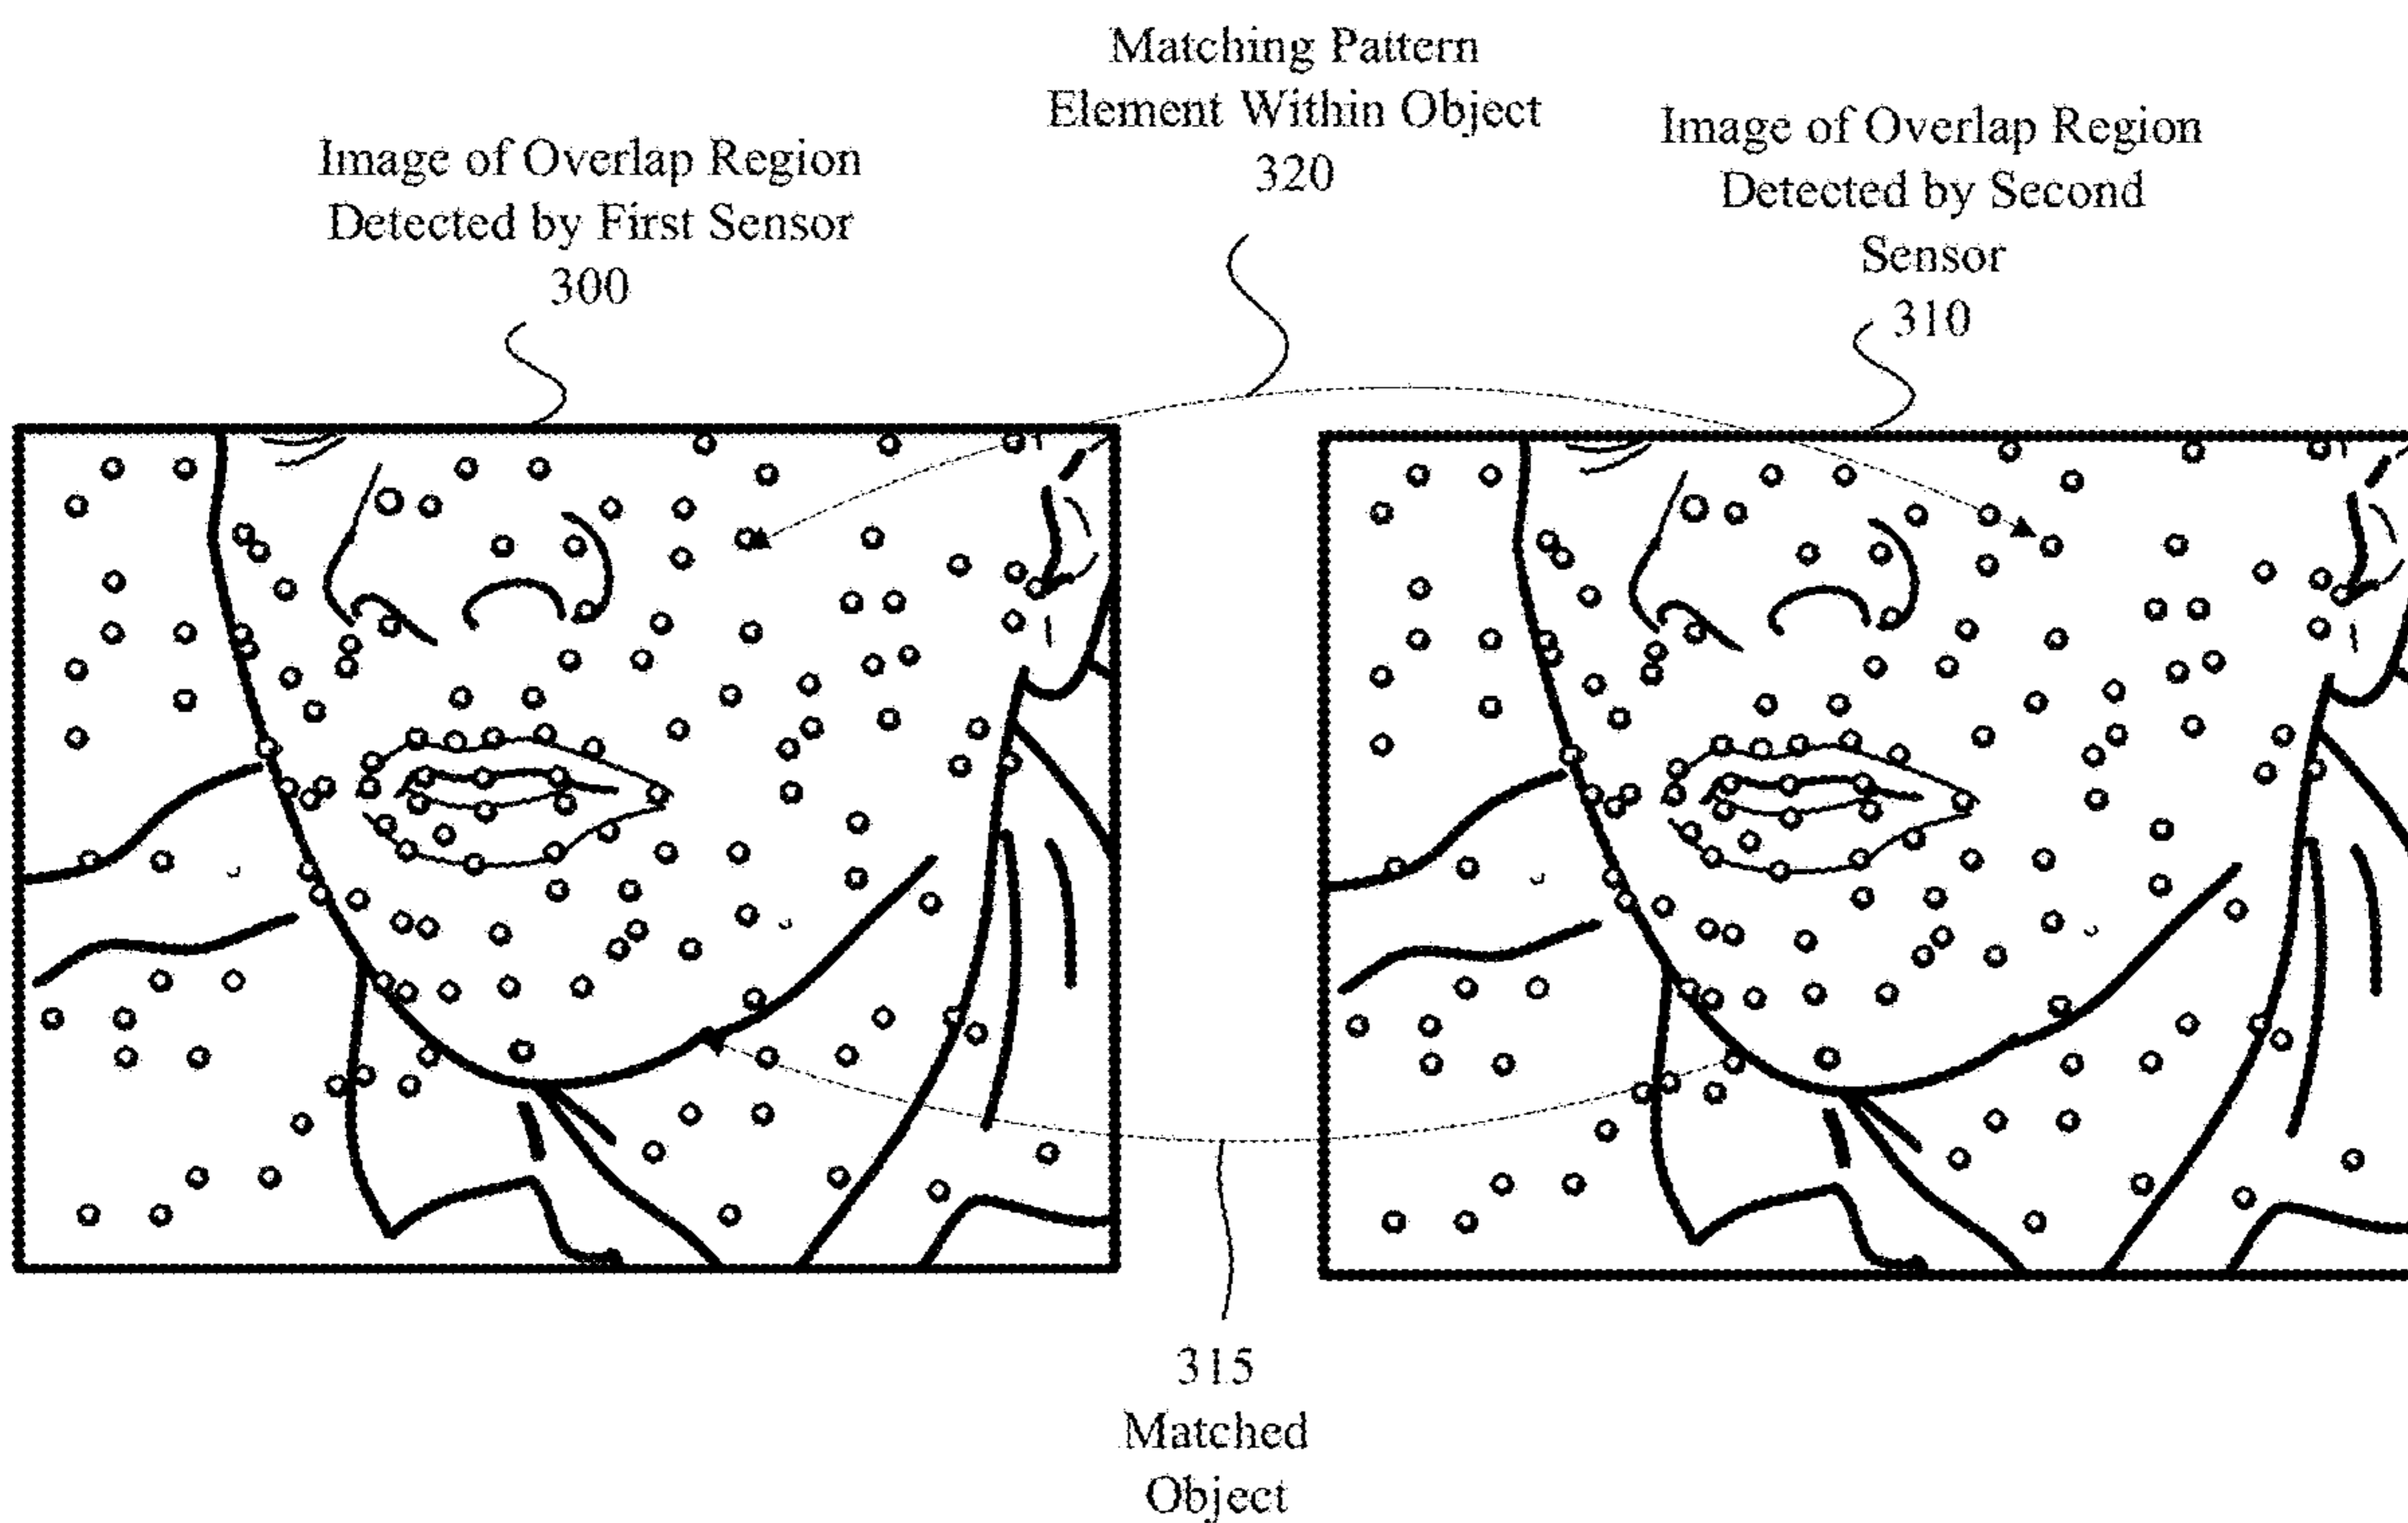 Matching Pattern
Element Within Object
320
Image of Overlap Region
Detected by First Sensor
300
Image of Overlap Region
Detected by Second
Sensor
310
315
Matched
Object